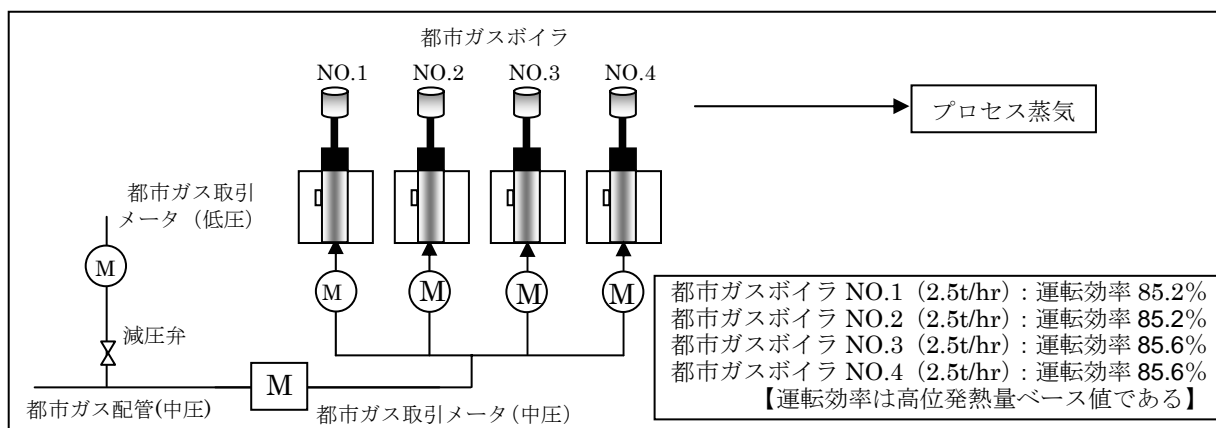 都市ガスボイラ
NO.1 NO.2 NO.3 NO.4
プロセス蒸気
都市ガス取引
メータ（低圧）
M
M M M M
減圧弁
M
都市ガス配管(中圧)
都市ガス取引メータ（中圧）
都市ガスボイラ NO.1（2.5t/hr）: 運転効率 85.2%
都市ガスボイラ NO.2（2.5t/hr）: 運転効率 85.2%
都市ガスボイラ NO.3（2.5t/hr）: 運転効率 85.6%
都市ガスボイラ NO.4（2.5t/hr）: 運転効率 85.6%
【運転効率は高位発熱量ベース値である】